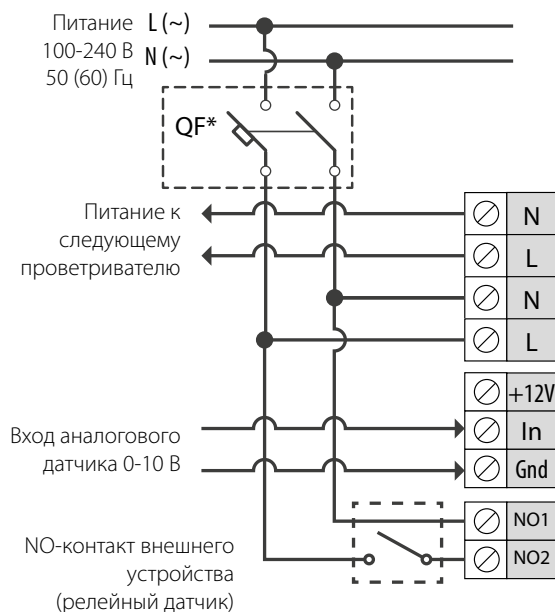 Питание L (~)
100-240 В N (~)
50 (60) Гц
QF*
Питание к
следующему
проветривателю
N
L
N
L
+12V
In
Gnd
Вход аналогового
датчика 0-10 В
NO1
NO2
NO-контакт внешнего
устройства
(релейный датчик)